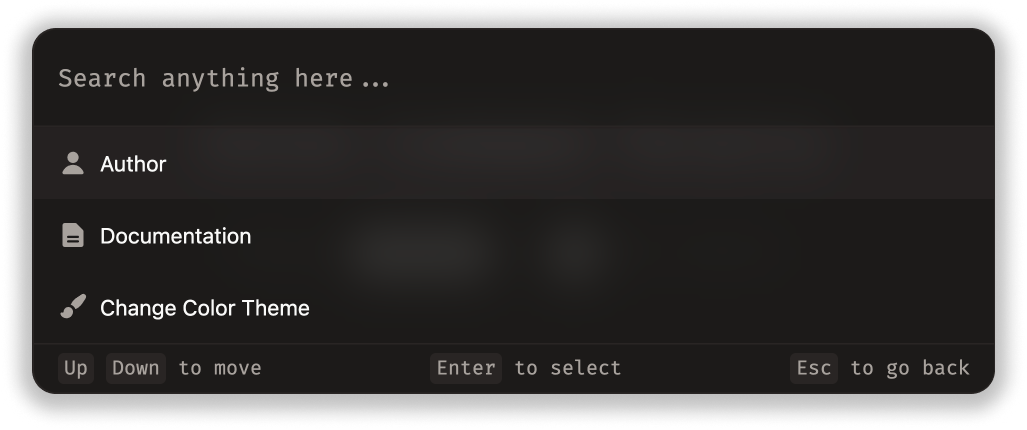 Search anything here...
Author
Documentation
Change Color Theme
Up Down to move Enter to select Esc to go back